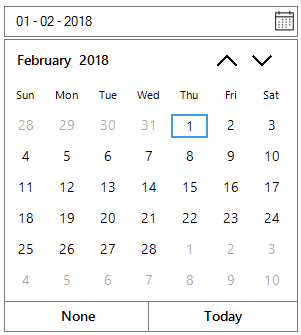 01 - 02 - 2018
February 2018
Sun Mon Tue Wed Thu Fri Sat
28 29 30 31 1 2 3
4 5 6 7 8 9 10
11 12 13 14 15 16 17
18 19 20 21 22 23 24
25 26 27 28 1 2 3
4 5 6 7 8 9 10
None Today